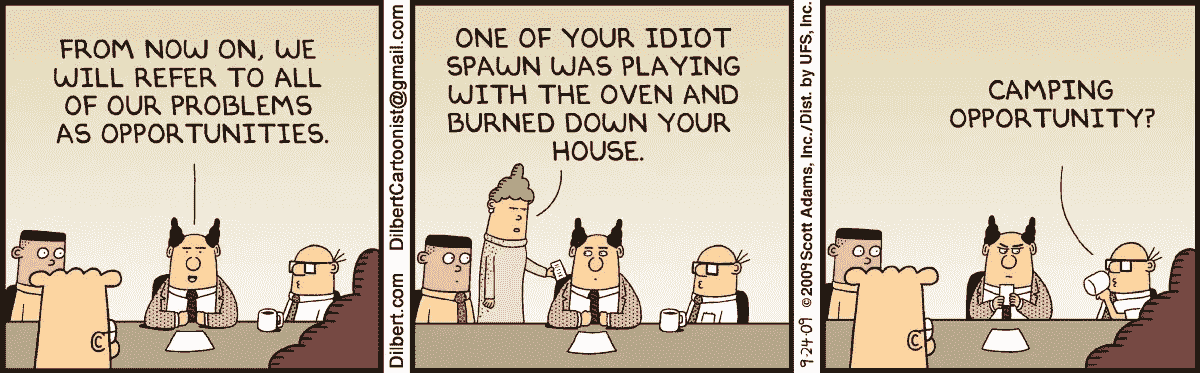 FROM NOW ON, WE
WILL REFER TO ALL
OF OUR PROBLEMS
AS OPPORTUNITIES.
Dilbert.com DilbertCartoonist@gmail.com
ONE OF YOUR IDIOT
SPAWN WAS PLAYING
WITH THE OVEN AND
BURNED DOWN YOUR
HOUSE.
9-24-09 ©2009 Scott Adams, Inc./Dist. by UFS, Inc.
CAMPING
OPPORTUNITY?